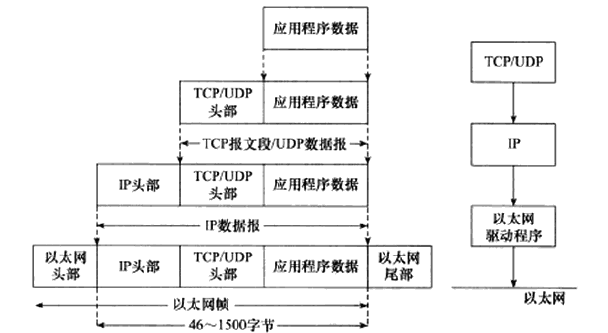 应用程序数据
TCP/UDP
头部
应用程序数据
TCP报文段/UDP数据报
IP头部
TCP/UDP
头部
应用程序数据
IP数据报
以太网
头部
IP头部
TCP/UDP
头部
应用程序数据
以太网
尾部
以太网帧
46～1500字节
TCP/UDP
IP
以太网
驱动程序
以太网